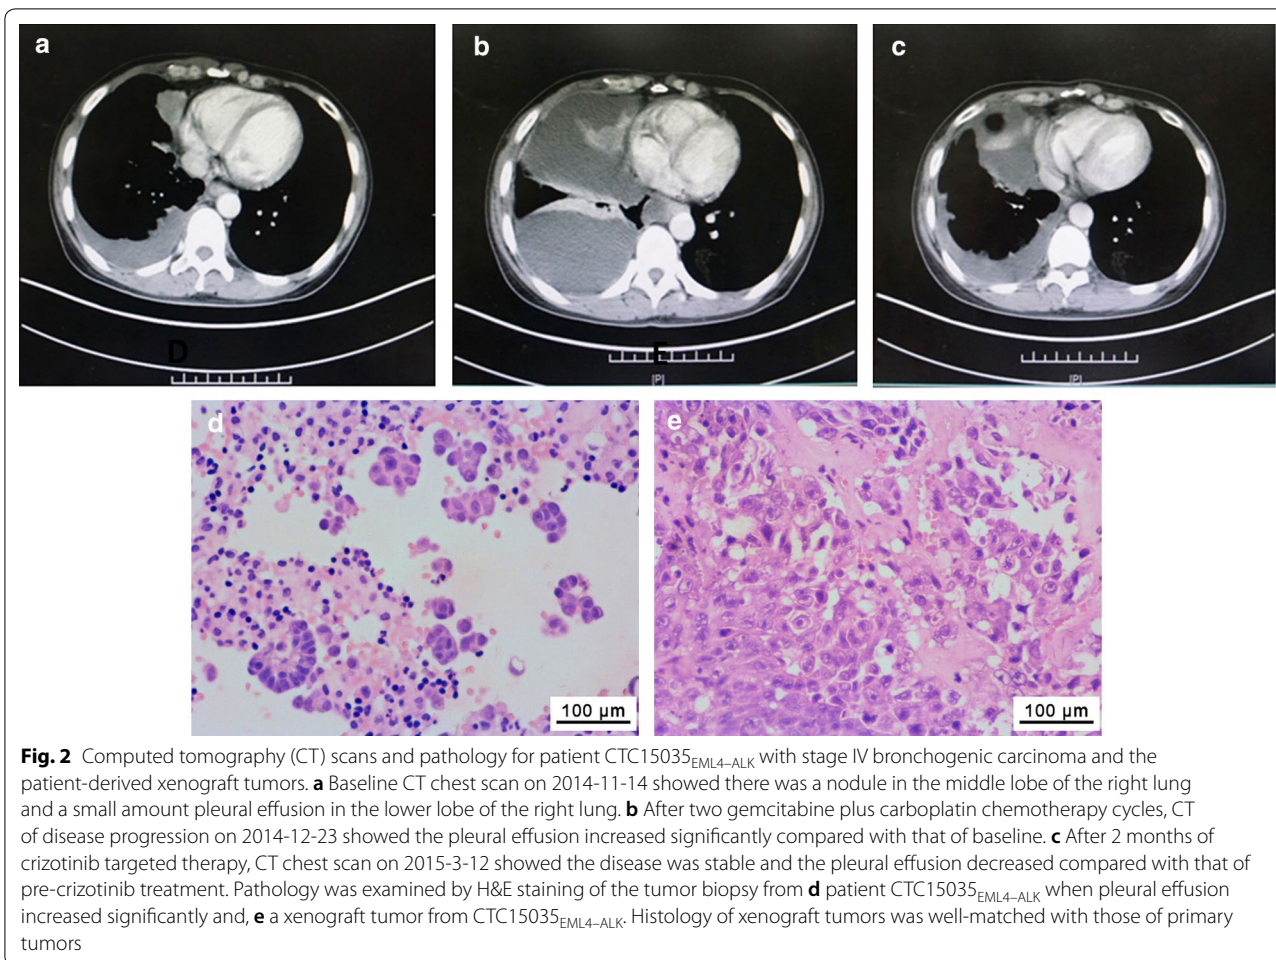 a
b
c
D
E
[P]
[P]
d
e
100 µm
100 µm
Fig. 2 Computed tomography (CT) scans and pathology for patient CTC15035EML4–ALK with stage IV bronchogenic carcinoma and the
patient-derived xenograft tumors. a Baseline CT chest scan on 2014-11-14 showed there was a nodule in the middle lobe of the right lung
and a small amount pleural effusion in the lower lobe of the right lung. b After two gemcitabine plus carboplatin chemotherapy cycles, CT
of disease progression on 2014-12-23 showed the pleural effusion increased significantly compared with that of baseline. c After 2 months of
crizotinib targeted therapy, CT chest scan on 2015-3-12 showed the disease was stable and the pleural effusion decreased compared with that of
pre-crizotinib treatment. Pathology was examined by H&E staining of the tumor biopsy from d patient CTC15035EML4–ALK when pleural effusion
increased significantly and, e a xenograft tumor from CTC15035EML4–ALK. Histology of xenograft tumors was well-matched with those of primary
tumors